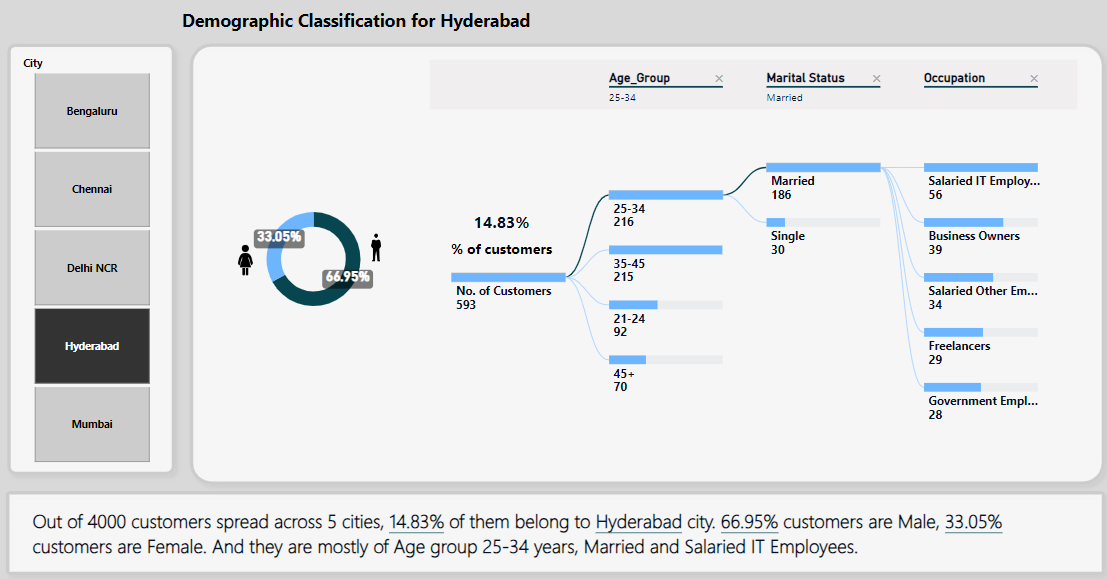 Demographic Classification for Hyderabad
City
Bengaluru
Chennai
Delhi NCR
Hyderabad
Mumbai
33.05%
66.95%
14.83%
% of customers
No. of Customers
593
Age_Group
25-34
25-34
216
35-45
215
21-24
92
45+
70
Marital Status
Married
Married
186
Single
30
Occupation
Salaried IT Employ...
56
Business Owners
39
Salaried Other Em...
34
Freelancers
29
Government Empl...
28
Out of 4000 customers spread across 5 cities, 14.83% of them belong to Hyderabad city. 66.95% customers are Male, 33.05%
customers are Female. And they are mostly of Age group 25-34 years, Married and Salaried IT Employees.